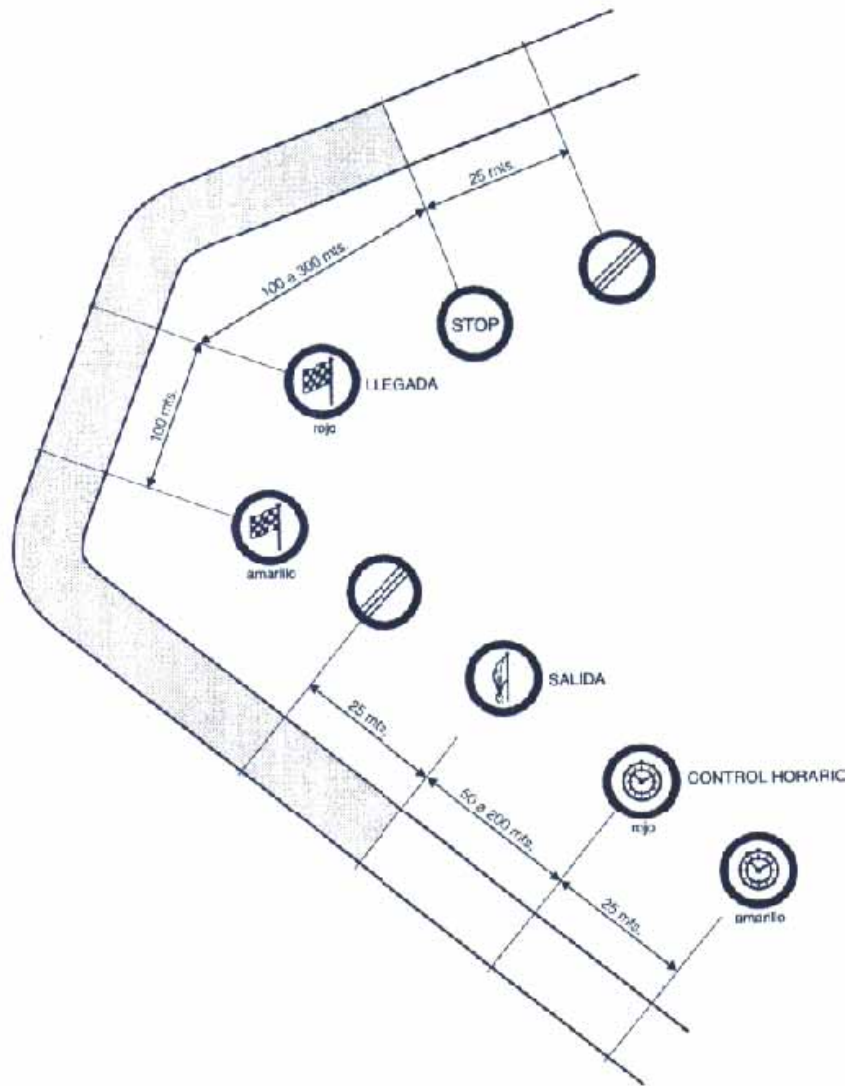 25 mts.
100 a 300 mts.
STOP
LLEGADA
rojo
100 mts.
amarillo
SALIDA
25 mts.
CONTROL HORARIO
rojo
50 a 200 mts.
amarillo
25 mts.